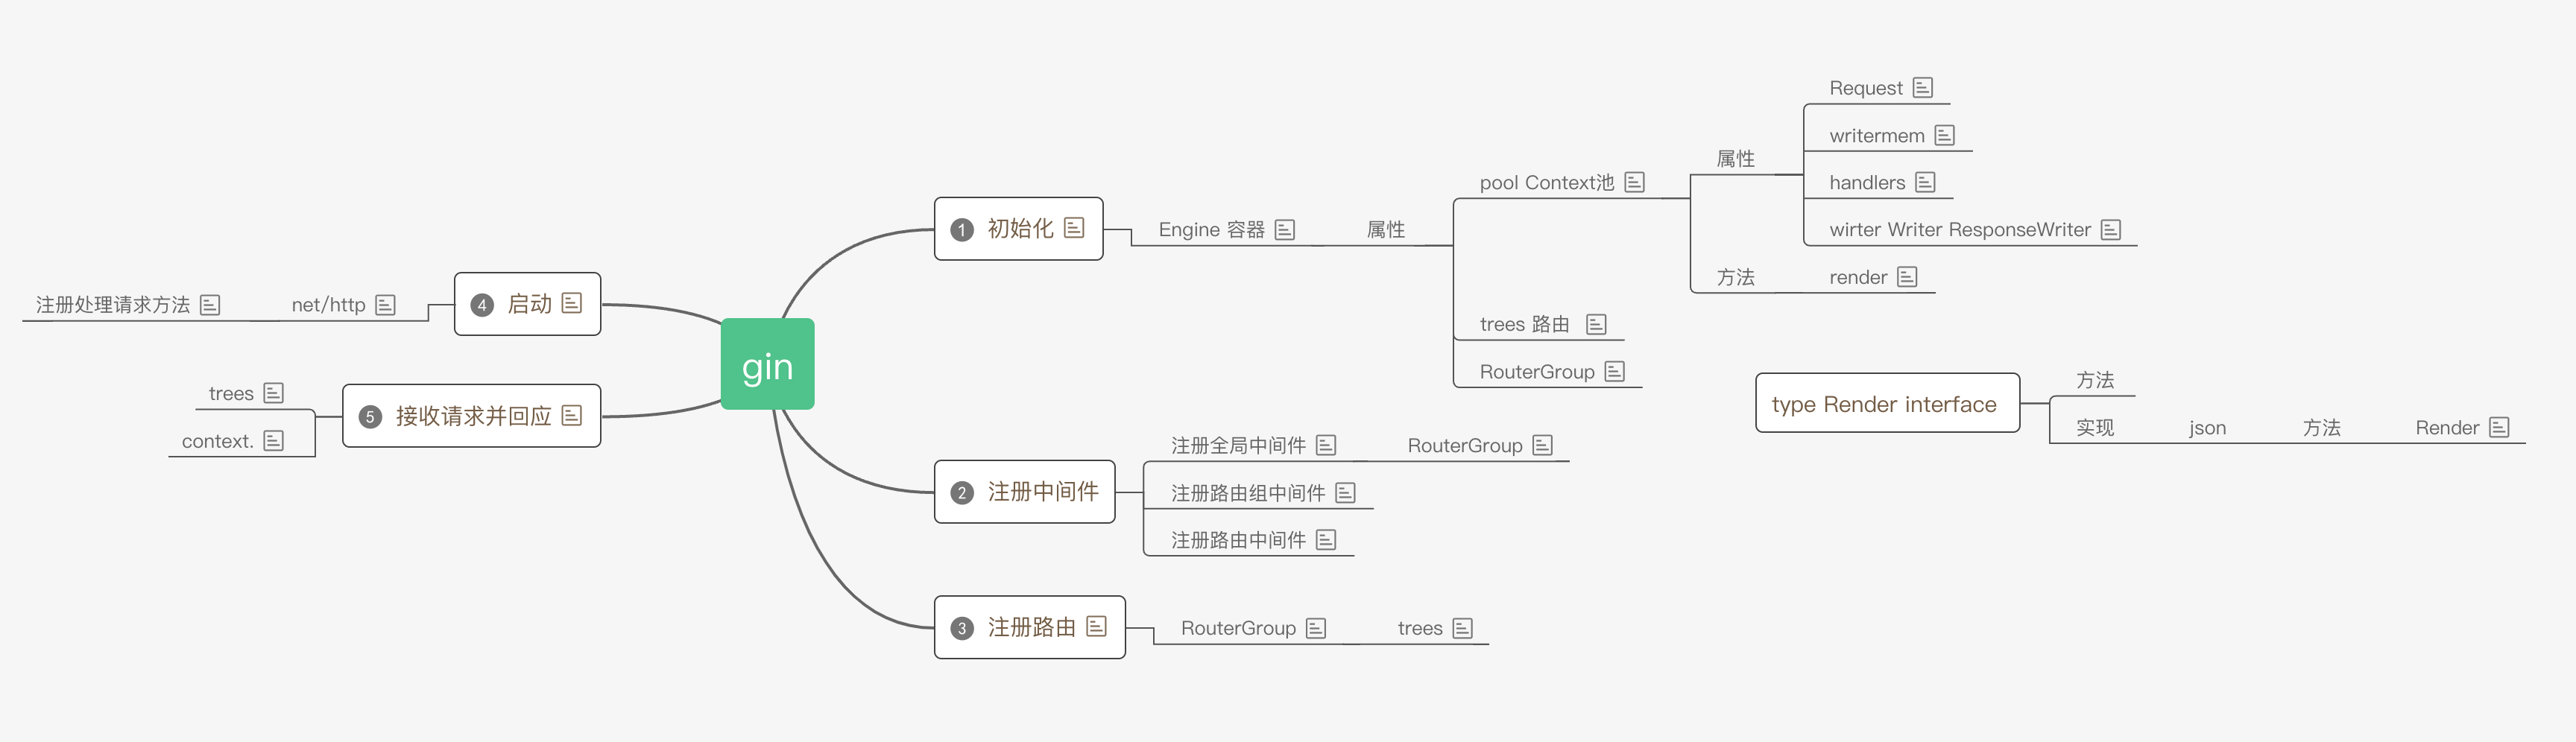 gin
1 初始化
Engine 容器
属性
pool Context池
属性
Request
writermem
handlers
wirter Writer ResponseWriter
方法
render
trees 路由
RouterGroup
2 注册中间件
注册全局中间件
RouterGroup
注册路由组中间件
注册路由中间件
3 注册路由
RouterGroup
trees
4 启动
net/http
注册处理请求方法
5 接收请求并回应
trees
context.
type Render interface
方法
实现
json
方法
Render